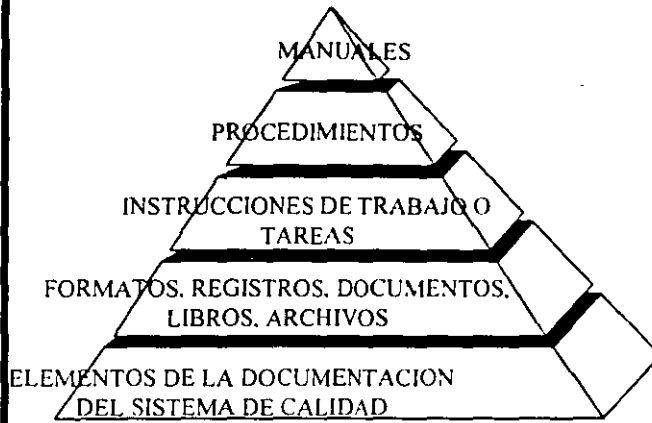 MANUALES
PROCEDIMIENTOS
INSTRUCCIONES DE TRABAJO O
TAREAS
FORMATOS, REGISTROS, DOCUMENTOS,
LIBROS, ARCHIVOS
ELEMENTOS DE LA DOCUMENTACION
DEL SISTEMA DE CALIDAD